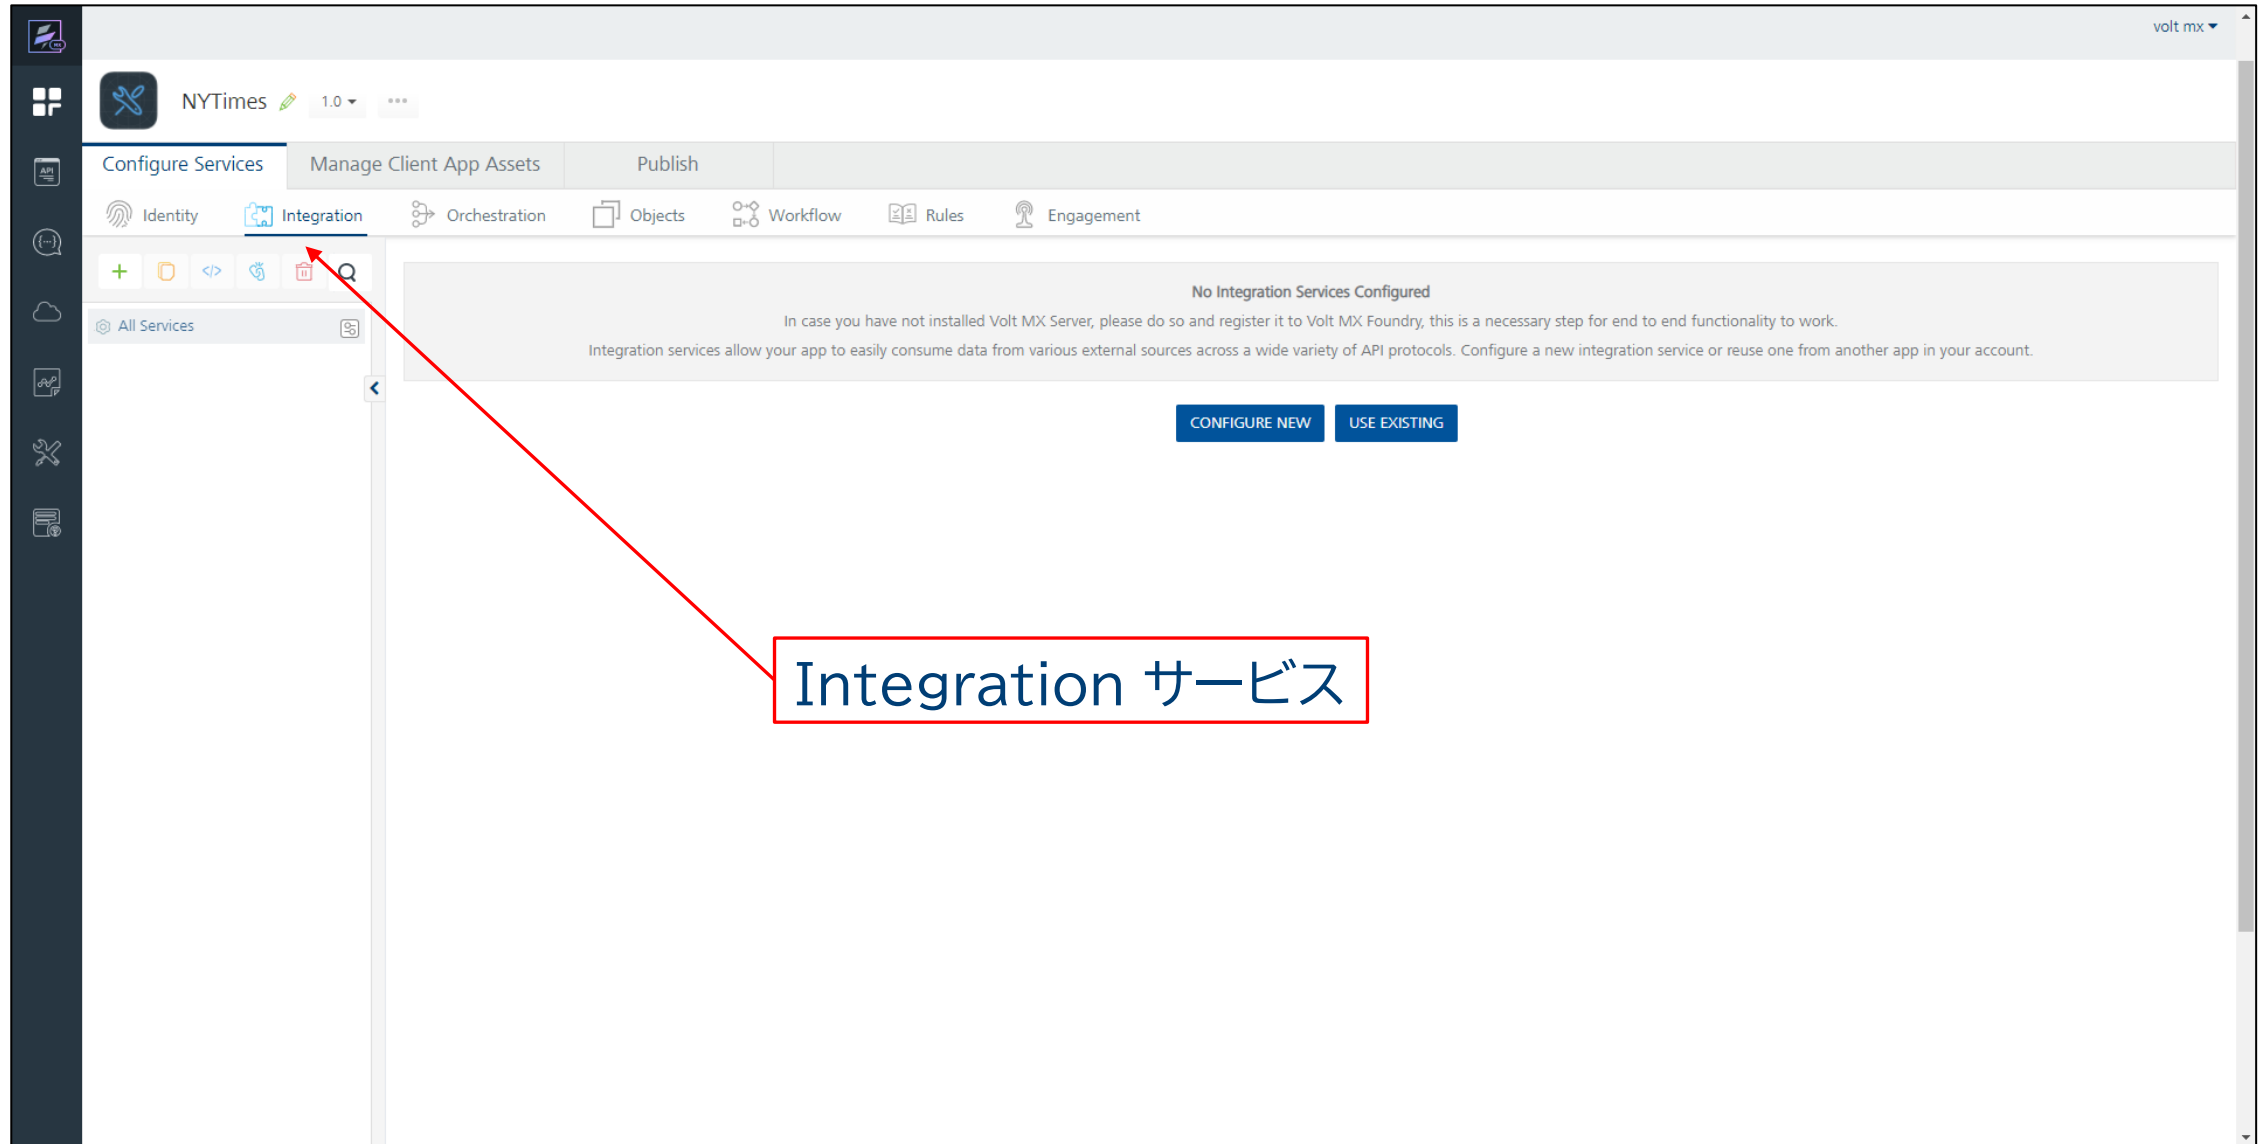 volt mx
NYTimes 1.0
Configure Services Manage Client App Assets Publish
API
Identity Integration Orchestration Objects Workflow Rules Engagement
All Services
No Integration Services Configured
In case you have not installed Volt MX Server, please do so and register it to Volt MX Foundry, this is a necessary step for end to end functionality to work.
Integration services allow your app to easily consume data from various external sources across a wide variety of API protocols. Configure a new integration service or reuse one from another app in your account.
CONFIGURE NEW USE EXISTING
Integration サービス